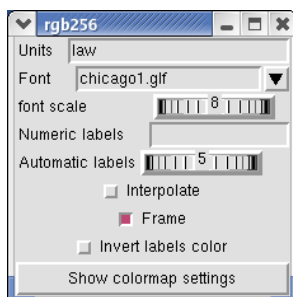 rgb256
Units law
Font chicago1.glf
font scale 8
Numeric labels
Automatic labels 5
Interpolate
Frame
Invert labels color
Show colormap settings